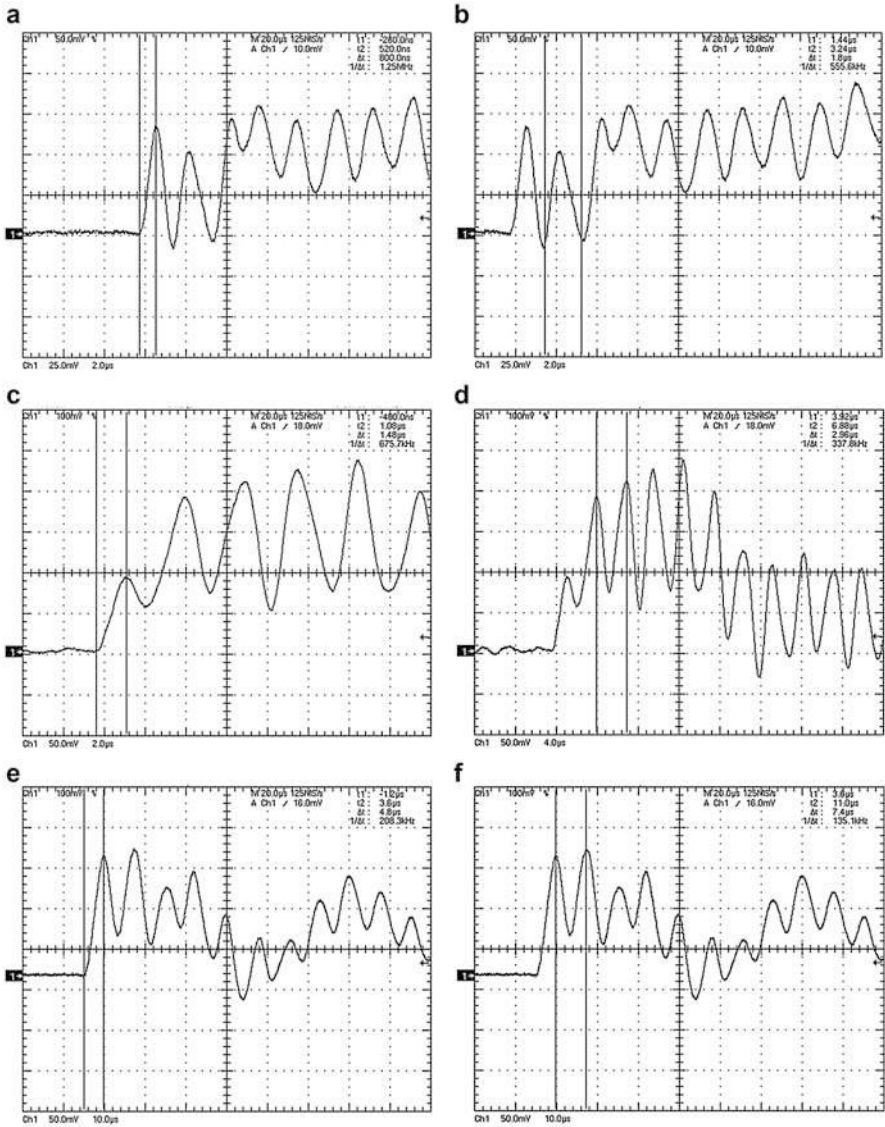 a
Ch1 50.0mV %
M 20.0µs 125MS/s
A Ch1 / 10.0mV
t1: -280.0ns
t2: 520.0ns
Δt: 800.0ns
1/Δt: 1.25MHz
1
Ch1 25.0mV 2.0µs
b
50.0mV %
M 20.0µs 125MS/s
A Ch1 / 10.0mV
t1: 1.44µs
t2: 3.24µs
Δt: 1.8µs
1/Δt: 555.6kHz
1
Ch1 25.0mV 2.0µs
c
Ch1 100mV %
M 20.0µs 125MS/s
A Ch1 / 18.0mV
t1: -480.0ns
t2: 1.08µs
Δt: 1.48µs
1/Δt: 675.7kHz
1
Ch1 50.0mV 2.0µs
d
Ch1 100mV %
M 20.0µs 125MS/s
A Ch1 / 18.0mV
t1: 3.92µs
t2: 6.88µs
Δt: 2.96µs
1/Δt: 337.8kHz
1
Ch1 50.0mV 4.0µs
e
Ch1 100mV %
M 20.0µs 125MS/s
A Ch1 / 16.0mV
t1: -1.2µs
t2: 3.6µs
Δt: 4.8µs
1/Δt: 208.3kHz
1
Ch1 50.0mV 10.0µs
f
Ch1 100mV %
M 20.0µs 125MS/s
A Ch1 / 16.0mV
t1: 3.6µs
t2: 11.0µs
Δt: 7.4µs
1/Δt: 135.1kHz
1
Ch1 50.0mV 10.0µs